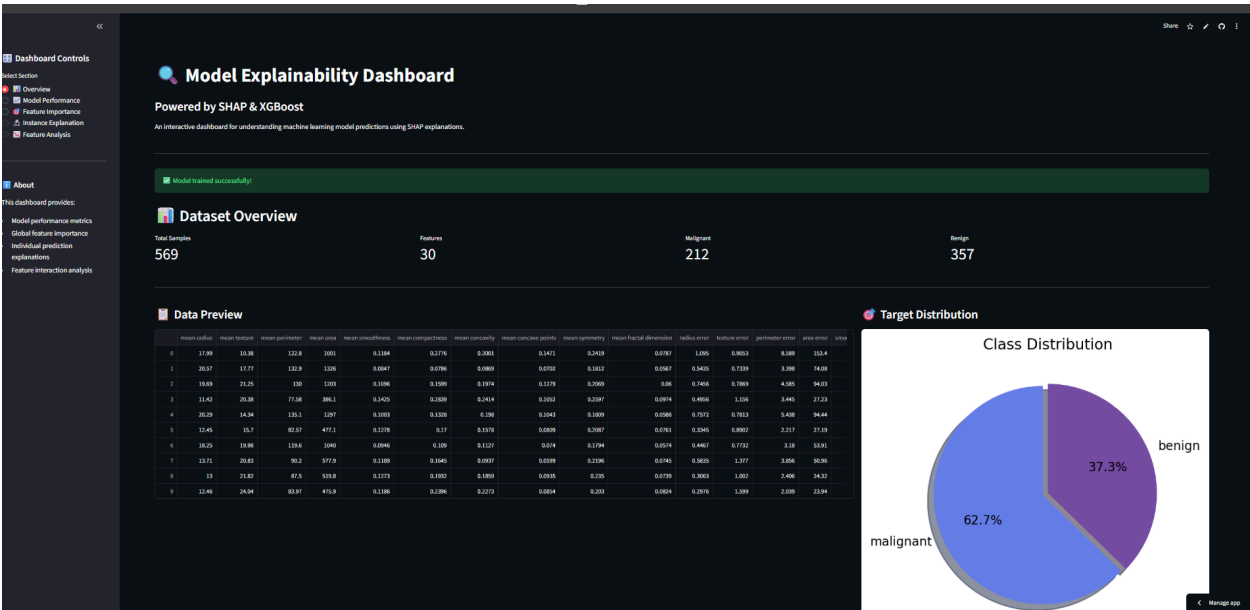 Share
Dashboard Controls
Select Section
Overview
Model Performance
Feature Importance
Instance Explanation
Feature Analysis
About
This dashboard provides:
Model performance metrics
Global feature importance
Individual prediction
explanations
Feature interaction analysis
Model Explainability Dashboard
Powered by SHAP & XGBoost
An interactive dashboard for understanding machine learning model predictions using SHAP explanations.
Model trained successfully!
Dataset Overview
Total Samples Features Malignant Benign
569 30 212 357
Data Preview
mean radius mean texture mean perimeter mean area mean smoothness mean compactness mean concavity mean concave points mean symmetry mean fractal dimension radius error texture error perimeter error area error smoo
0 17.99 10.38 122.8 1001 0.1184 0.2776 0.3001 0.1471 0.2419 0.0787 1.095 0.9053 8.589 153.4
1 20.57 17.77 132.9 1326 0.0847 0.0786 0.0869 0.0702 0.1812 0.0567 0.5435 0.7339 3.398 74.08
2 19.69 21.25 130 1203 0.1096 0.1599 0.1974 0.1279 0.2069 0.06 0.7456 0.7869 4.585 94.03
3 11.42 20.38 77.58 386.1 0.1425 0.2839 0.2414 0.1052 0.2597 0.0974 0.4956 1.156 3.445 27.23
4 20.29 14.34 135.1 1297 0.1003 0.1328 0.198 0.1043 0.1809 0.0588 0.7572 0.7813 5.438 94.44
5 12.45 15.7 82.57 477.1 0.1278 0.17 0.1578 0.0809 0.2087 0.0761 0.3345 0.8902 2.217 27.19
6 18.25 19.98 119.6 1040 0.0946 0.109 0.1127 0.074 0.1794 0.0574 0.4467 0.7732 3.18 53.91
7 13.71 20.83 90.2 577.9 0.1189 0.1645 0.0937 0.0599 0.2196 0.0745 0.5835 1.377 3.856 50.96
8 13 21.82 87.5 519.8 0.1273 0.1932 0.1859 0.0935 0.235 0.0739 0.3063 1.002 2.406 24.32
9 12.46 24.04 83.97 475.9 0.1186 0.2396 0.2273 0.0854 0.203 0.0824 0.2976 1.599 2.039 23.94
Target Distribution
Class Distribution
benign
37.3%
62.7%
malignant
Manage app